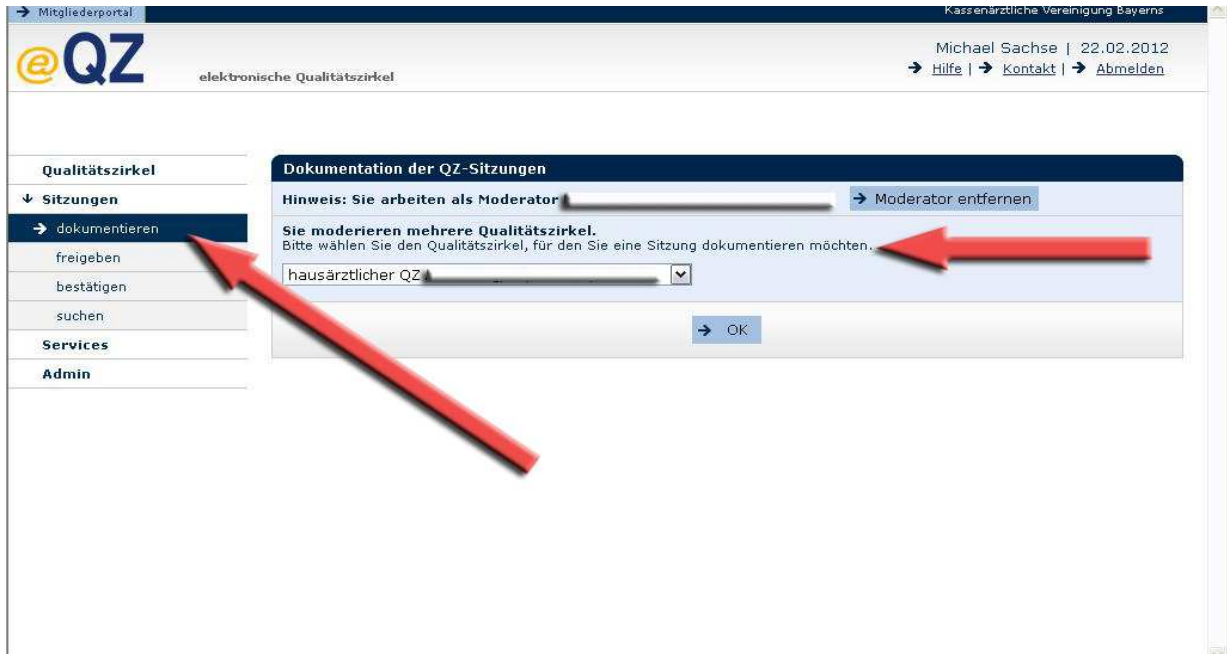 Mitgliederportal
Kassenärztliche Vereinigung Bayerns
@QZ
elektronische Qualitätszirkel
Michael Sachse | 22.02.2012
Hilfe | Kontakt | Abmelden
Qualitätszirkel
Sitzungen
dokumentieren
freigeben
bestätigen
suchen
Services
Admin
Dokumentation der QZ-Sitzungen
Hinweis: Sie arbeiten als Moderator
Moderator entfernen
Sie moderieren mehrere Qualitätszirkel.
Bitte wählen Sie den Qualitätszirkel, für den Sie eine Sitzung dokumentieren möchten.
hausärztlicher QZ
OK